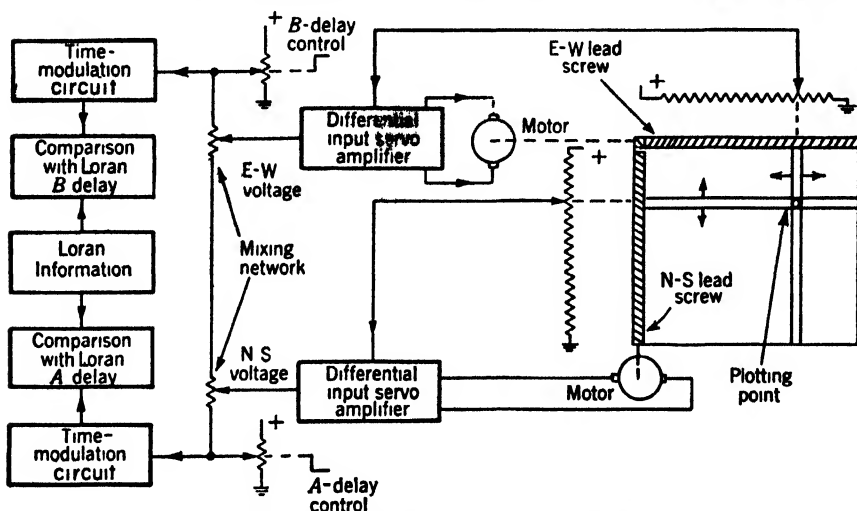 Time-
modulation
circuit
Comparison
with Loran
B delay
Loran
Information
Comparison
with Loran
A delay
Time-
modulation
circuit
+
B-delay
control
E-W
voltage
Mixing
network
N S
voltage
+
A-delay
control
Differential
input servo
amplifier
Motor
+
Differential
input servo
amplifier
Motor
E-W lead
screw
+
N-S lead
screw
Plotting
point